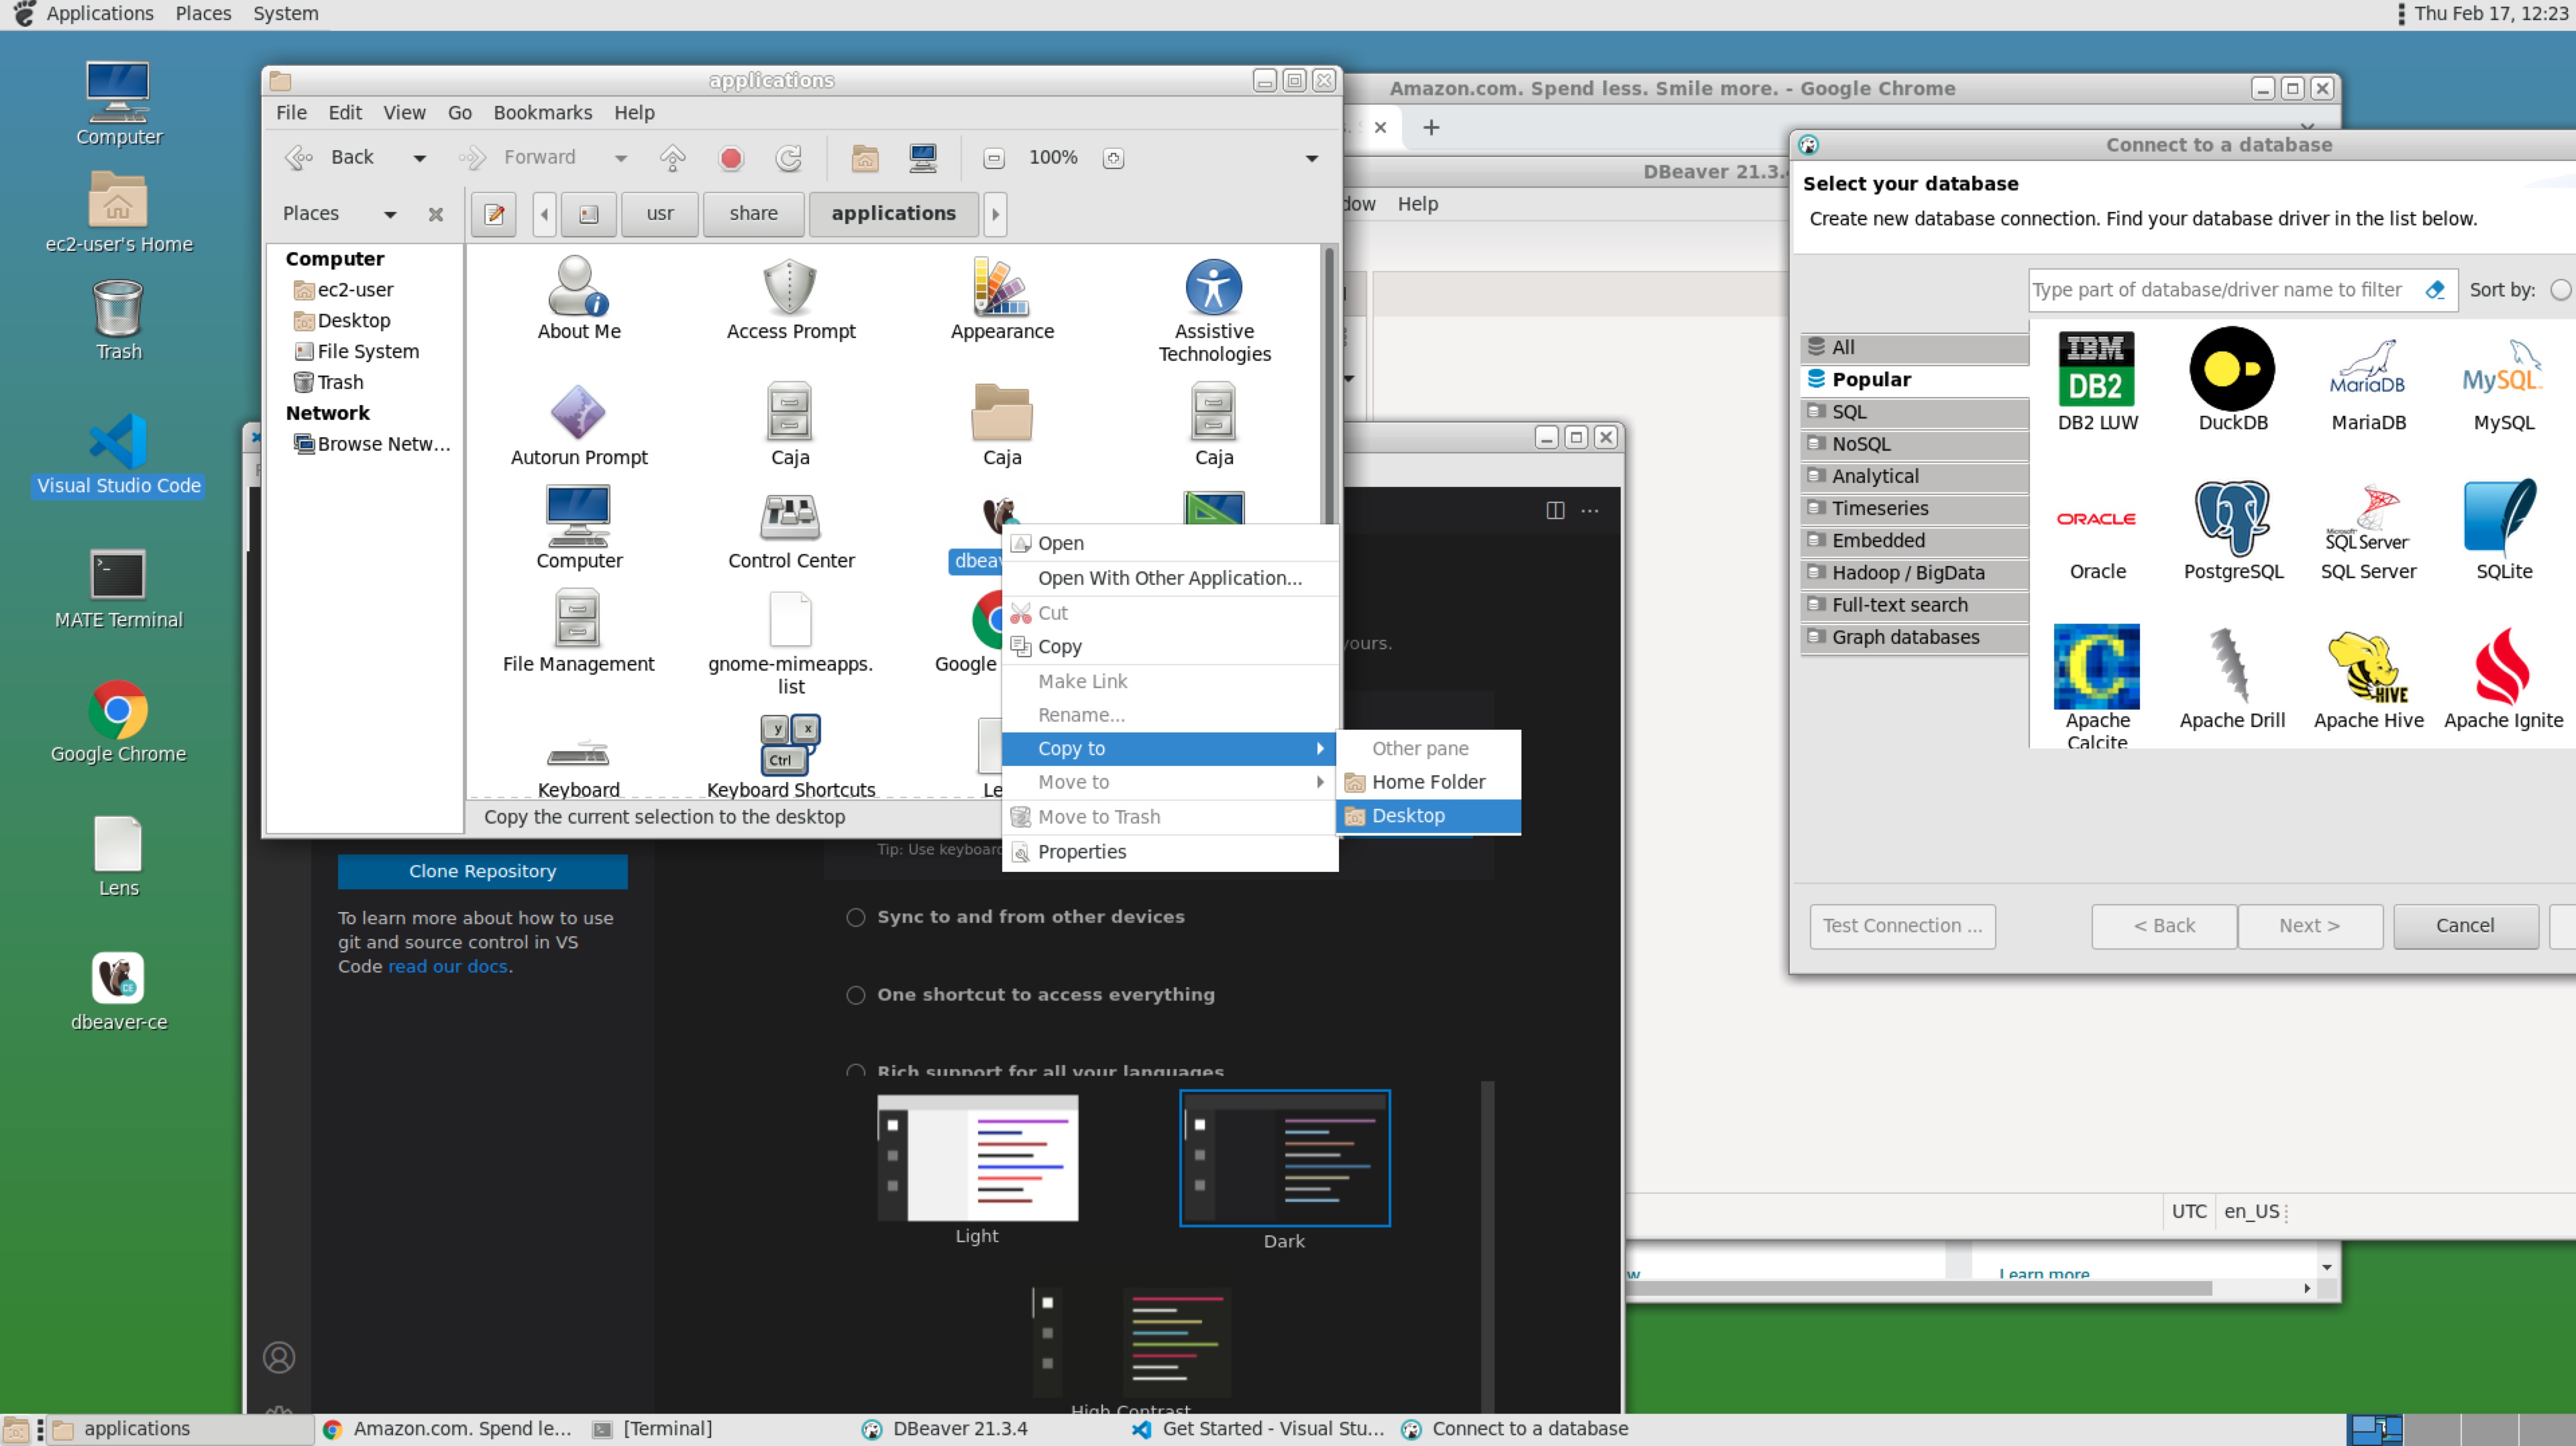 Applications Places System
Thu Feb 17, 12:23
Computer
ec2-user's Home
Trash
Visual Studio Code
MATE Terminal
Google Chrome
Lens
dbeaver-ce
applications
File Edit View Go Bookmarks Help
Back Forward 100%
Places usr share applications
Computer
ec2-user
Desktop
File System
Trash
Network
Browse Netw...
About Me Access Prompt Appearance Assistive
Technologies
Autorun Prompt Caja Caja Caja
Computer Control Center
File Management gnome-mimeapps.
list
Google
y x
Ctrl
Keyboard Keyboard Shortcuts
Copy the current selection to the desktop
Open
Open With Other Application...
Cut
Copy
Make Link
Rename...
Copy to
Move to
Move to Trash
Properties
Other pane
Home Folder
Desktop
Amazon.com. Spend less. Smile more. - Google Chrome
DBeaver 21.3.
Help
Connect to a database
Select your database
Create new database connection. Find your database driver in the list below.
Type part of database/driver name to filter
Sort by:
All
Popular
SQL
NoSQL
Analytical
Timeseries
Embedded
Hadoop / BigData
Full-text search
Graph databases
IBM
DB2
MariaDB
MySQL
DB2 LUW DuckDB MariaDB MySQL
ORACLE
Microsoft
SQL Server
Oracle PostgreSQL SQL Server SQLite
C
HIVE
Apache
Calcite
Apache Drill Apache Hive Apache Ignite
Test Connection ... < Back Next > Cancel
yours.
Tip: Use keyboard
Clone Repository
To learn more about how to use
git and source control in VS
Code read our docs.
Sync to and from other devices
One shortcut to access everything
Rich support for all your languages
Light
Dark
High Contrast
UTC en_US
Learn more
applications
Amazon.com. Spend le...
[Terminal]
DBeaver 21.3.4
Get Started - Visual Stu...
Connect to a database